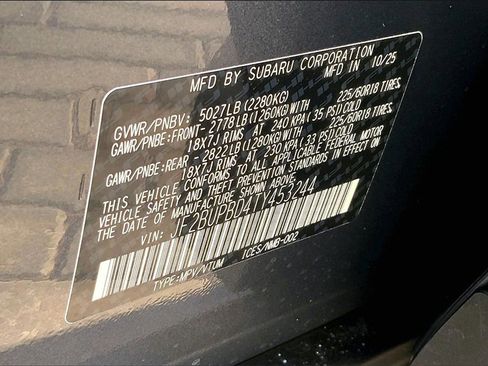 MFD BY SUBARU CORPORATION 10/25
GVWR/PNBV: 5027LB(2280KG)
GAWR/PNBE:FRONT- 2778LB(1260KG)WITH 225/60R18 TIRES
18X7J RIMS AT 240 KPA(35 PSI)COLD
GAWR/PNBE:REAR - 2822LB(1280KG)WITH 225/60R18 TIRES
18X7J RIMS AT 230 KPA(33 PSI)COLD
THIS VEHICLE CONFORMS TO ALL APPLICABLE FEDERAL MOTOR
VEHICLE SAFETY AND THEFT PREVENTION STANDARDS IN EFFECT ON
THE DATE OF MANUFACTURE SHOWN ABOVE.
VIN: JF2BUPBD4TY453244
TYPE:MPV/VTUM ICES/NMB-002